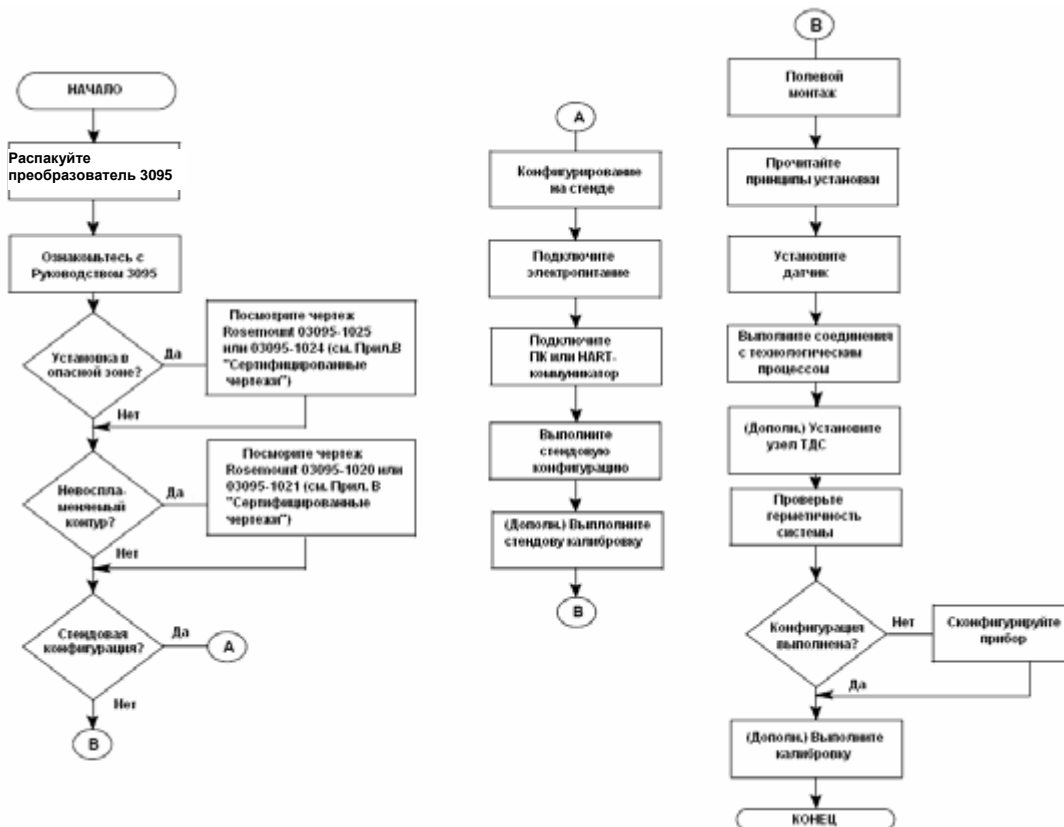 НАЧАЛО
Распакуйте
преобразователь 3095
Ознакомьтесь с
Руководством 3095
Установка в
опасной зоне?
Да
Посмотрите чертеж
Rosemount 03095-1025
или 03095-1024 (см. Прил.В
"Сертифицированные
чертежи")
Нет
Невоспла-
меняемый
контур?
Да
Посморите чертеж
Rosemount 03095-1020 или
03095-1021 (см. Прил. В
"Сертифицированные
чертежи")
Нет
Стендовая
конфигурация?
Да
А
Нет
В
А
Конфигурирование
на стенде
Подключите
электропитание
Подключите
ПК или HART-
коммуникатор
Выполните
стендовую
конфигурацию
(Дополн.) Выплолните
стендову калибровку
В
В
Полевой
монтаж
Прочитайте
принципы установки
Установите
датчик
Выполните соединения
с технологическим
процессом
(Дополн.) Установите
узел ТДС
Проверьте
герметичность
системы
Конфигурация
выполнена?
Нет
Сконфигурируйте
прибор
Да
(Дополн.) Выполните
калибровку
КОНЕЦ